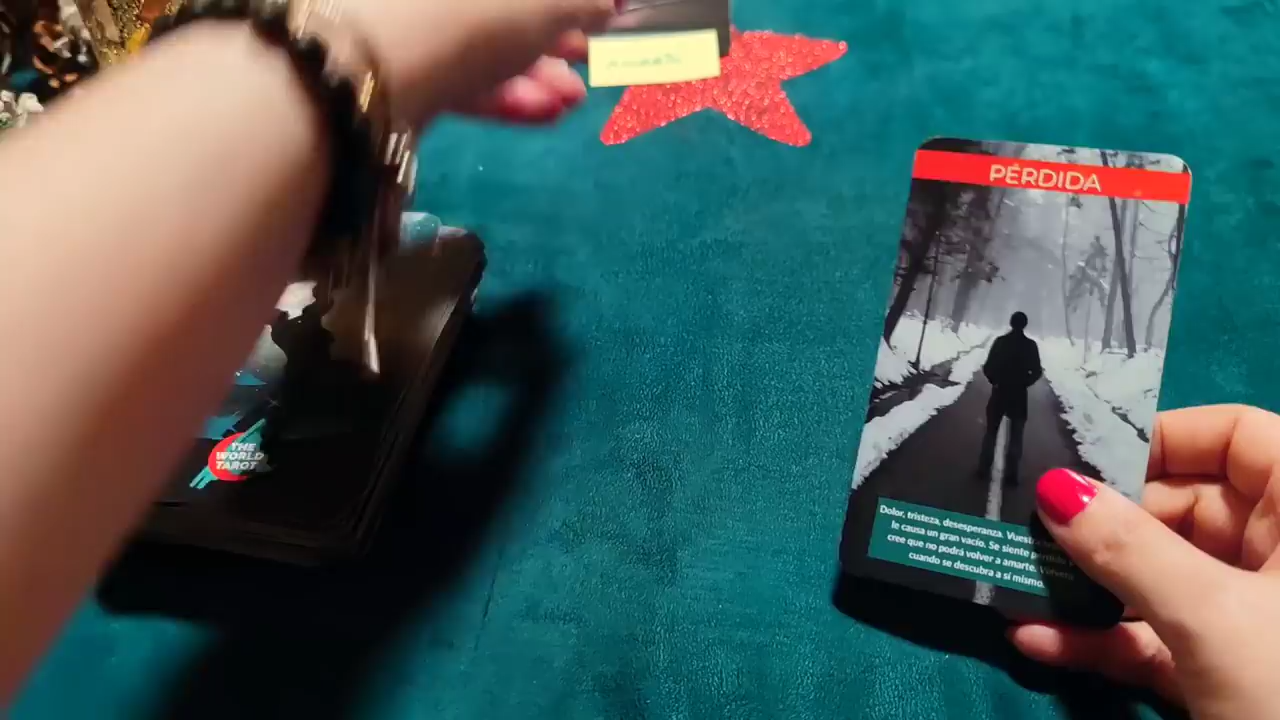 PÉRDIDA
Dolor, tristeza, desesperanza.
le causa un gran vacío. Se siente
cree que no podrá volver a amarte.
cuando se descubra a sí mismo.
THE
WORLD
TAROT